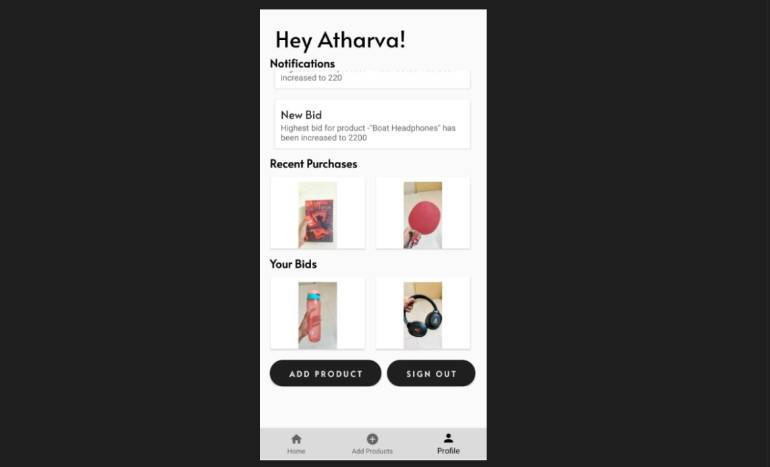 Hey Atharva!
Notifications
increased to 220
New Bid
Highest bid for product -"Boat Headphones" has
been increased to 2200
Recent Purchases
Your Bids
ADD PRODUCT
SIGN OUT
Home
Add Products
Profile